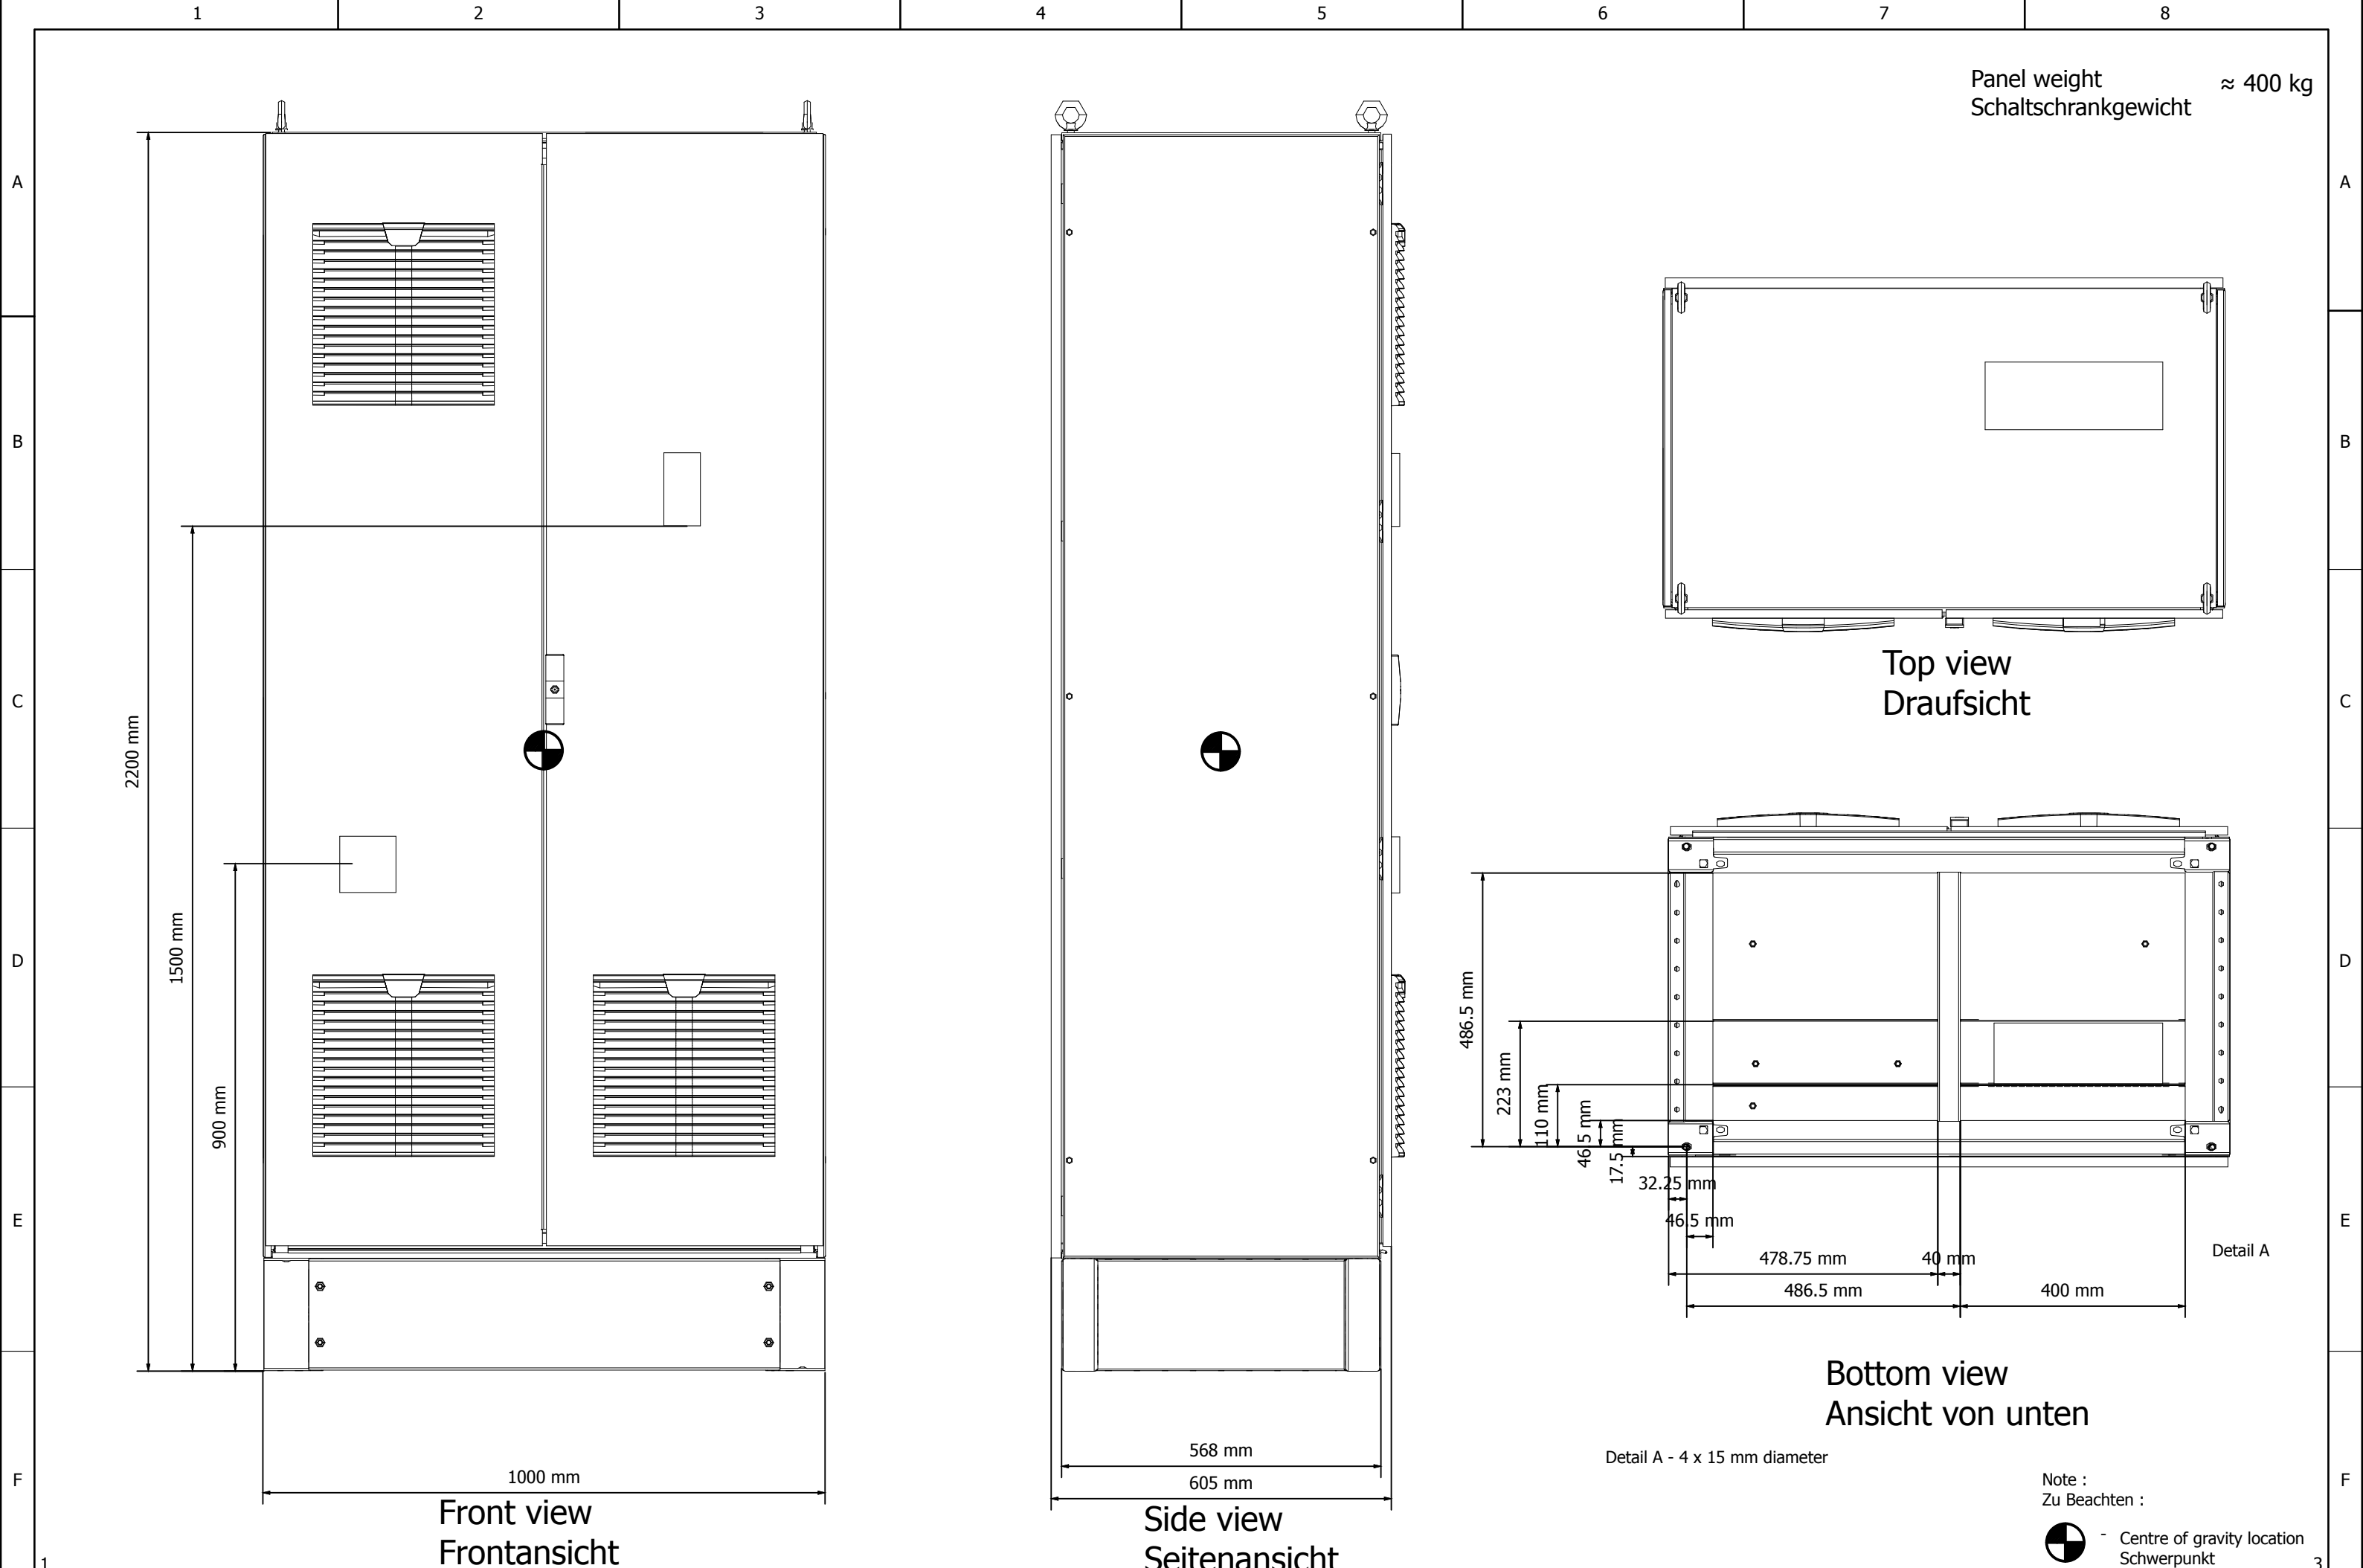 1 2 3 4 5 6 7 8
Panel weight ≈ 400 kg
Schaltschrankgewicht
A A
B B
C C
D D
E E
F F
2200 mm
1500 mm
900 mm
1000 mm
Front view
Frontansicht
568 mm
605 mm
Side view
Seitenansicht
Top view
Draufsicht
486.5 mm
223 mm
110 mm
46.5 mm
17.5 mm
32.25 mm
46.5 mm
478.75 mm 40 mm
486.5 mm 400 mm
Detail A
Bottom view
Ansicht von unten
Detail A - 4 x 15 mm diameter
Note :
Zu Beachten :
- Centre of gravity location
Schwerpunkt
1 3